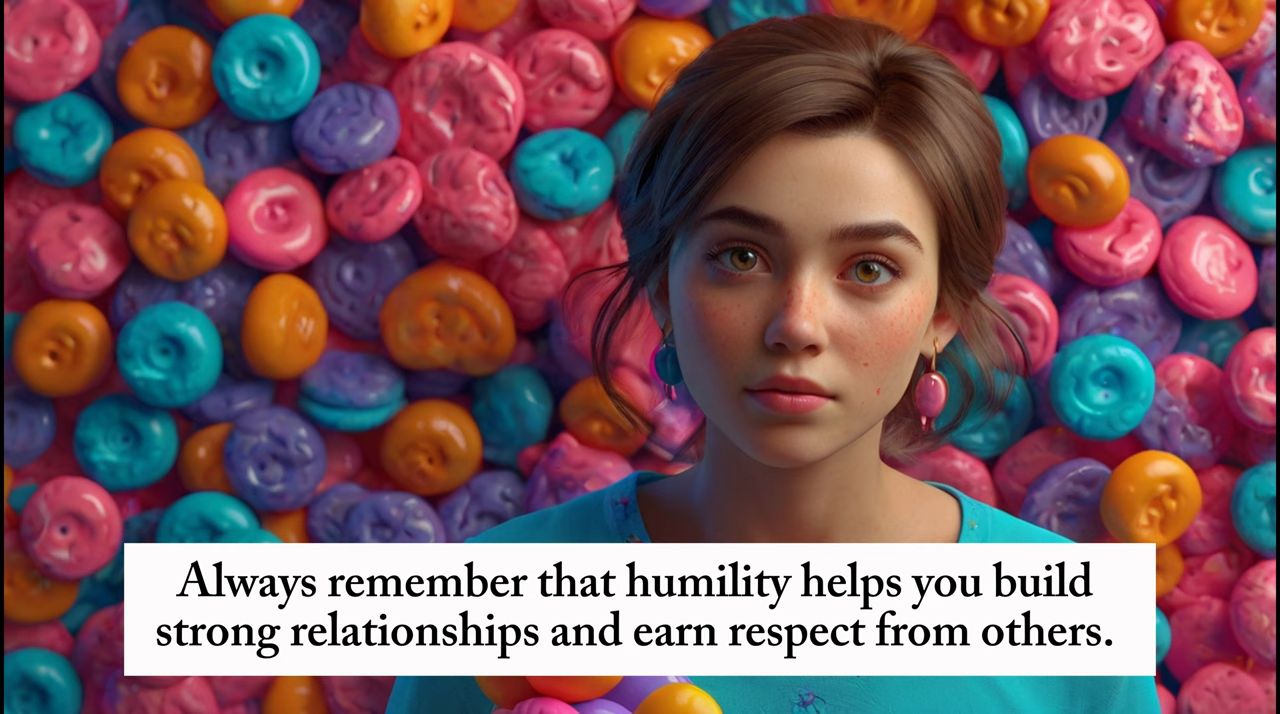 Always remember that humility helps you build
strong relationships and earn respect from others.